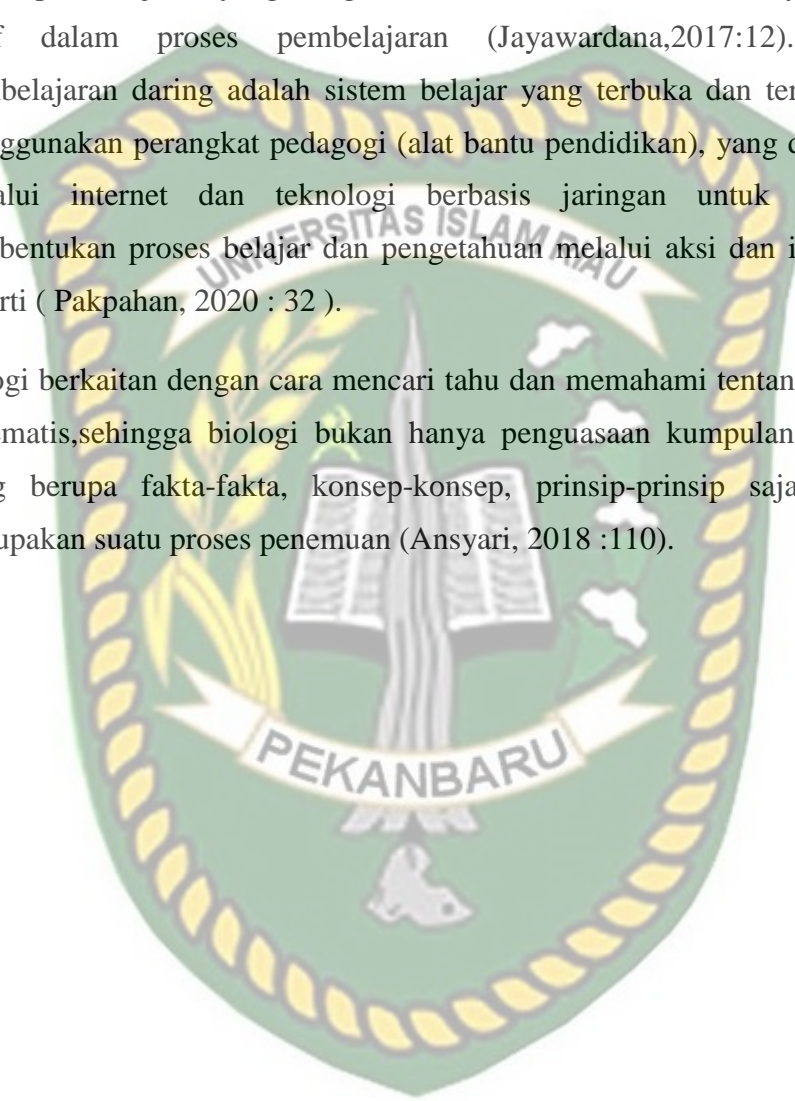 dalam proses pembelajaran (Jayawardana,2017:12).
belajaran daring adalah sistem belajar yang terbuka dan
ggunakan perangkat pedagogi (alat bantu pendidikan), yang
alui internet dan teknologi berbasis jaringan untuk
bentukan proses belajar dan pengetahuan melalui aksi dan
rti ( Pakpahan, 2020 : 32 ).
ogi berkaitan dengan cara mencari tahu dan memahami
ematis,sehingga biologi bukan hanya penguasaan kumpulan
berupa fakta-fakta, konsep-konsep, prinsip-prinsip saja
upakan suatu proses penemuan (Ansyari, 2018 :110).
UNIVERSITAS ISLAM RIAU
PEKANBARU